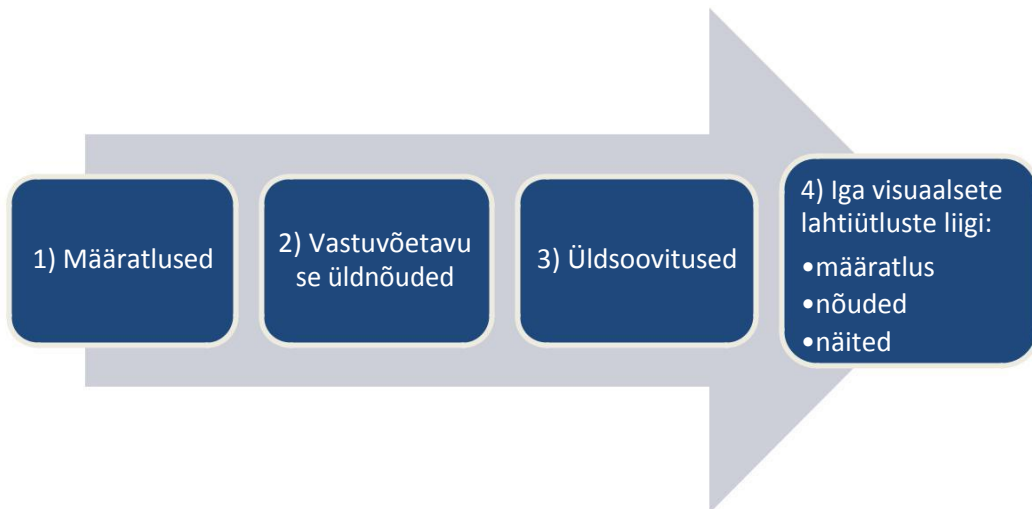 1) Määratlused
2) Vastuvõetavu
se üldnõuded
3) Üldsoovitused
4) Iga visuaalsete
lahtiütluste liigi:
•määratlus
•nõuded
•näited